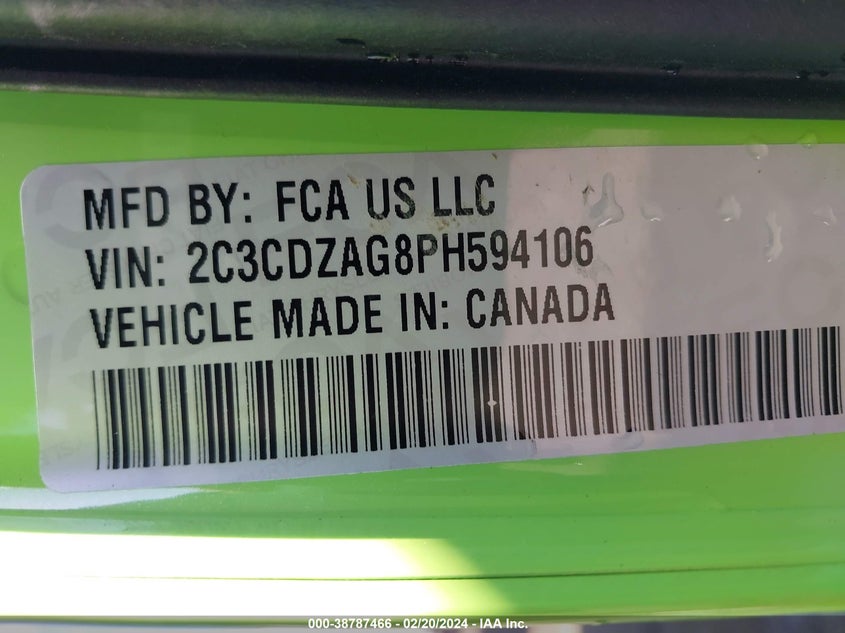 MFD BY: FCA US LLC
VIN: 2C3CDZAG8PH594106
VEHICLE MADE IN: CANADA
000-38787466 - 02/20/2024 - IAA Inc.